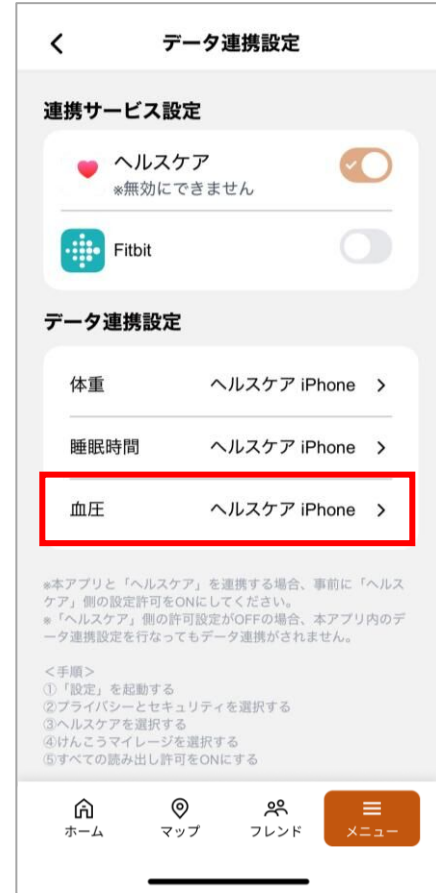 データ連携設定
連携サービス設定
ヘルスケア
※無効にできません
Fitbit
データ連携設定
体重 ヘルスケア iPhone
睡眠時間 ヘルスケア iPhone
血圧 ヘルスケア iPhone
※本アプリと「ヘルスケア」を連携する場合、事前に「ヘルス
ケア」側の設定許可をONにしてください。
※「ヘルスケア」側の許可設定がOFFの場合、本アプリ内のデ
ータ連携設定を行なってもデータ連携がされません。
<手順>
①「設定」を起動する
②プライバシーとセキュリティを選択する
③ヘルスケアを選択する
④けんこうマイレージを選択する
⑤すべての読み出し許可をONにする
ホーム マップ フレンド メニュー